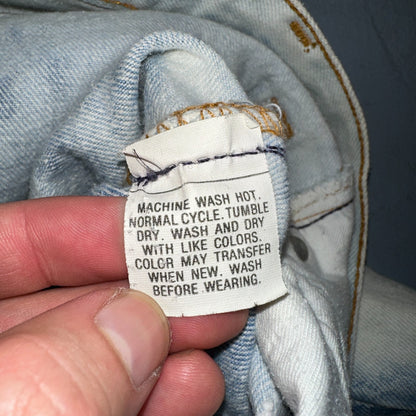 MACHINE WASH HOT.
NORMAL CYCLE. TUMBLE
DRY. WASH AND DRY
WITH LIKE COLORS.
COLOR MAY TRANSFER
WHEN NEW. WASH
BEFORE WEARING.